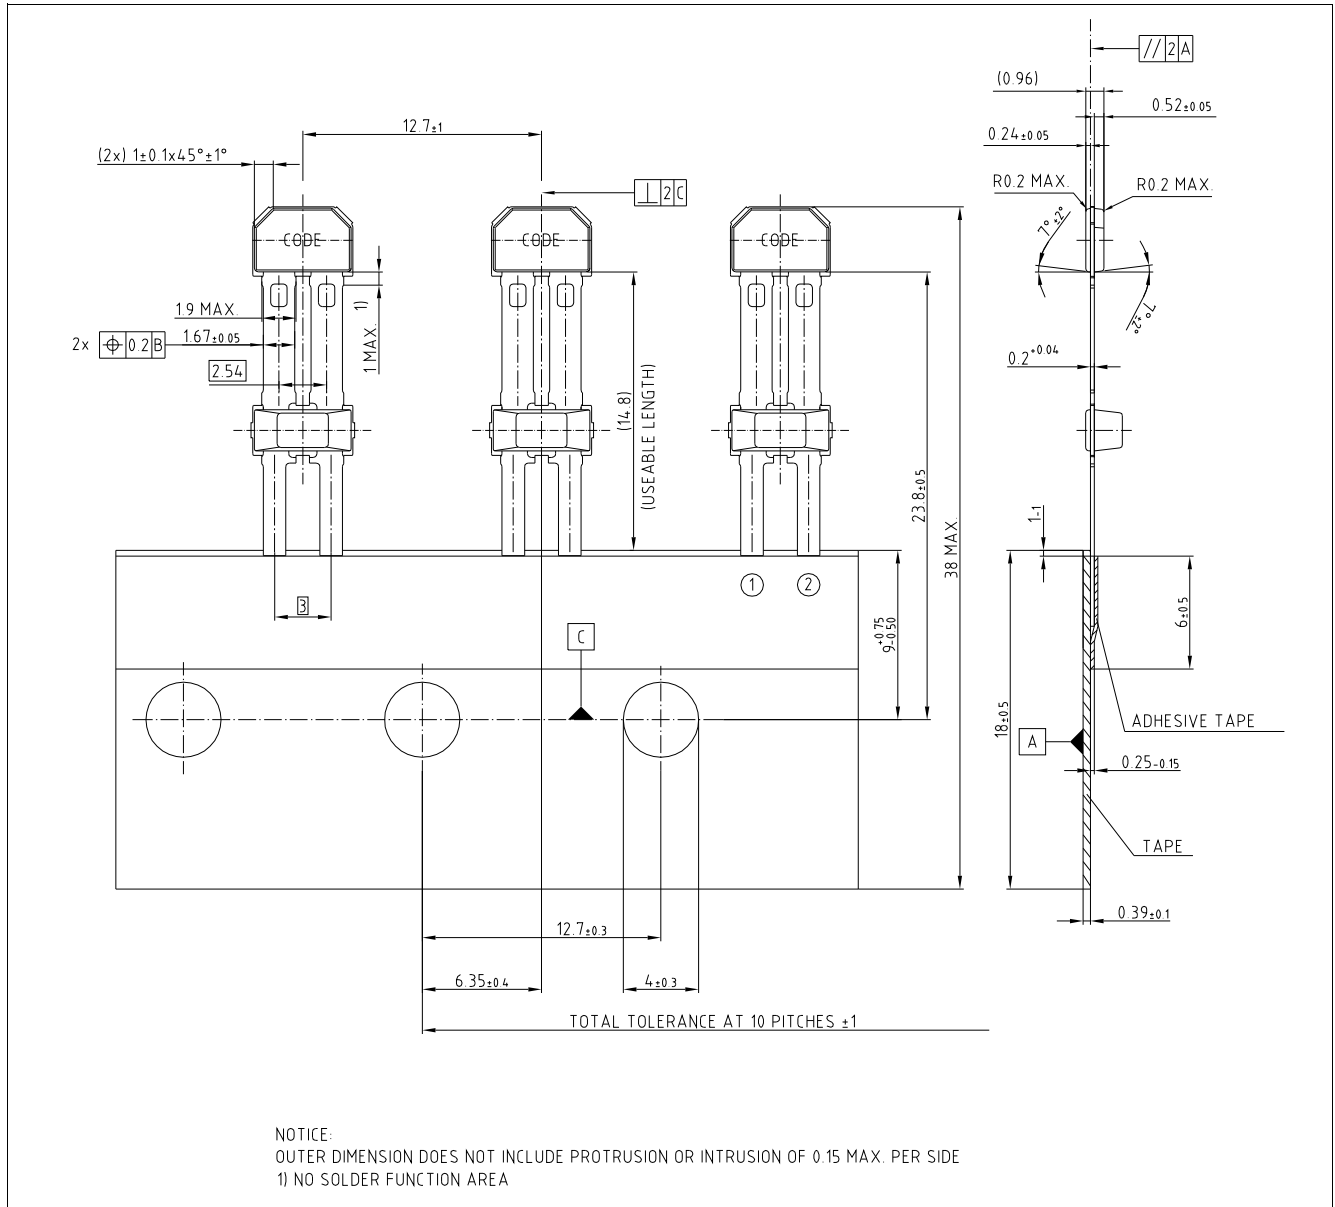 // 2 A
(0.96)
0.52±0.05
12.7±1
0.24±0.05
(2x) 1±0.1x45°±1°
R0.2 MAX.
R0.2 MAX.
⊥ 2 C
7°±2°
CODE
CODE
CODE
1.9 MAX.
1 MAX. 1)
7°±2°
2x ⌖ 0.2 B
1.67±0.05
0.2+0.04
2.54
(14.8)
(USEABLE LENGTH)
23.8±0.5
38 MAX.
1-1
1
2
3
9+0.75-0.50
6±0.5
C
18±0.5
ADHESIVE TAPE
A
0.25-0.15
TAPE
0.39±0.1
12.7±0.3
6.35±0.4
4±0.3
TOTAL TOLERANCE AT 10 PITCHES ±1
NOTICE:
OUTER DIMENSION DOES NOT INCLUDE PROTRUSION OR INTRUSION OF 0.15 MAX. PER SIDE
1) NO SOLDER FUNCTION AREA